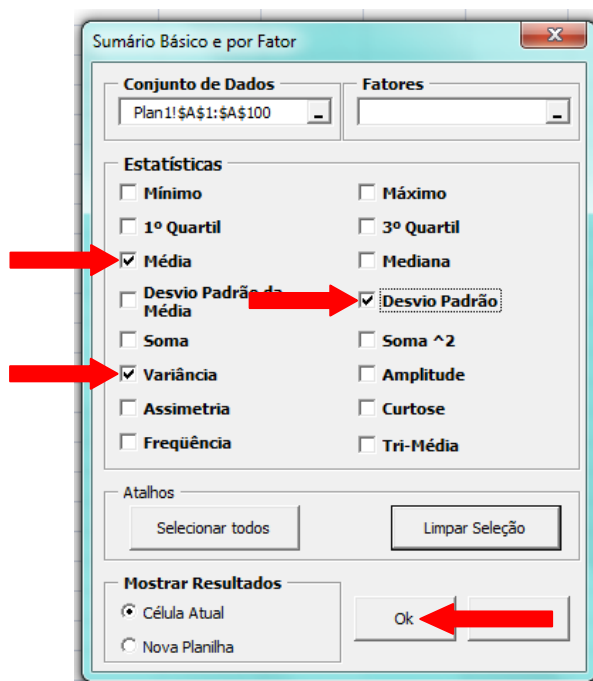 Sumário Básico e por Fator
X
Conjunto de Dados
Fatores
Plan1!$A$1:$A$100
Estatísticas
Mínimo
Máximo
1º Quartil
3º Quartil
Média
Mediana
Desvio Padrão da
Média
Desvio Padrão
Soma
Soma ^2
Variância
Amplitude
Assimetria
Curtose
Freqüência
Tri-Média
Atalhos
Selecionar todos
Limpar Seleção
Mostrar Resultados
Célula Atual
Nova Planilha
Ok